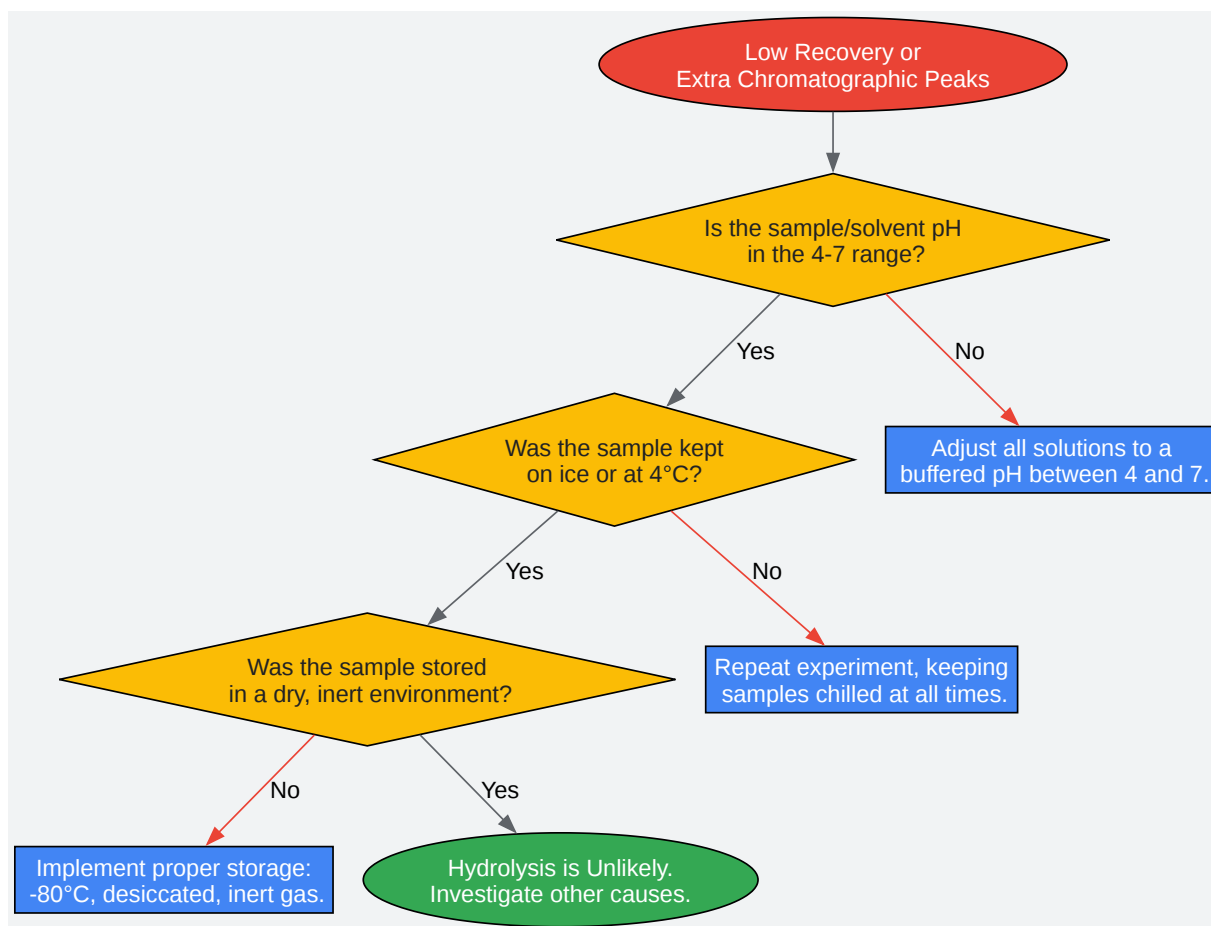 Low Recovery or
Extra Chromatographic Peaks
Is the sample/solvent pH
in the 4-7 range?
Yes
No
Was the sample kept
on ice or at 4°C?
Adjust all solutions to a
buffered pH between 4 and 7.
Yes
No
Was the sample stored
in a dry, inert environment?
Repeat experiment, keeping
samples chilled at all times.
No
Yes
Implement proper storage:
-80°C, desiccated, inert gas.
Hydrolysis is Unlikely.
Investigate other causes.